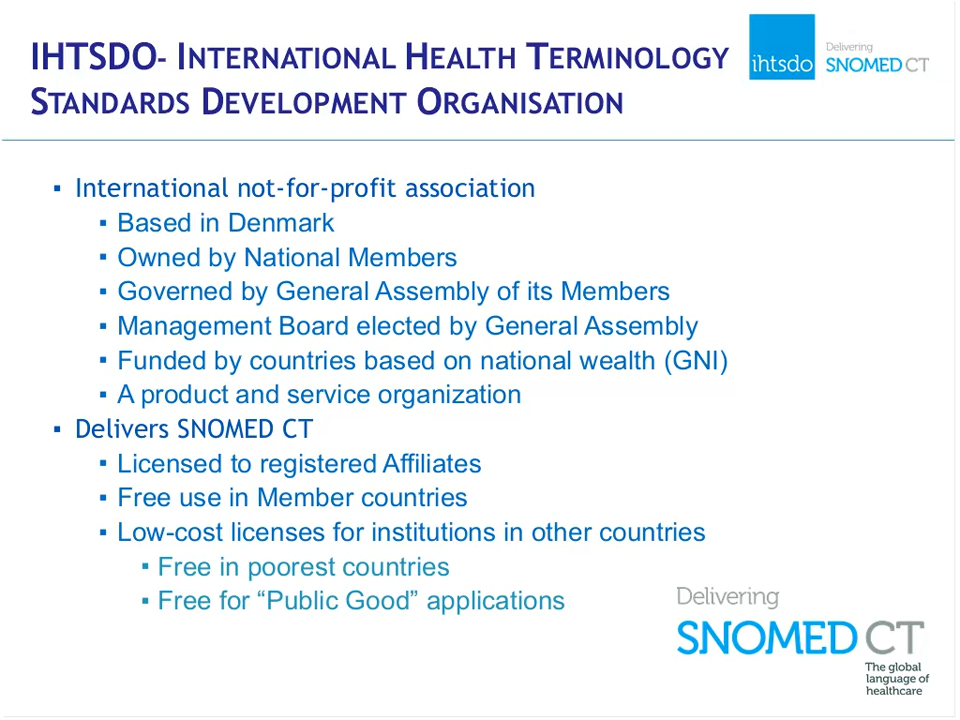 IHTSDO- INTERNATIONAL HEALTH TERMINOLOGY
STANDARDS DEVELOPMENT ORGANISATION
ihtsdo
Delivering
SNOMED CT
▪ International not-for-profit association
▪ Based in Denmark
▪ Owned by National Members
▪ Governed by General Assembly of its Members
▪ Management Board elected by General Assembly
▪ Funded by countries based on national wealth (GNI)
▪ A product and service organization
▪ Delivers SNOMED CT
▪ Licensed to registered Affiliates
▪ Free use in Member countries
▪ Low-cost licenses for institutions in other countries
▪ Free in poorest countries
▪ Free for “Public Good” applications
Delivering
SNOMED CT
The global
language of
healthcare